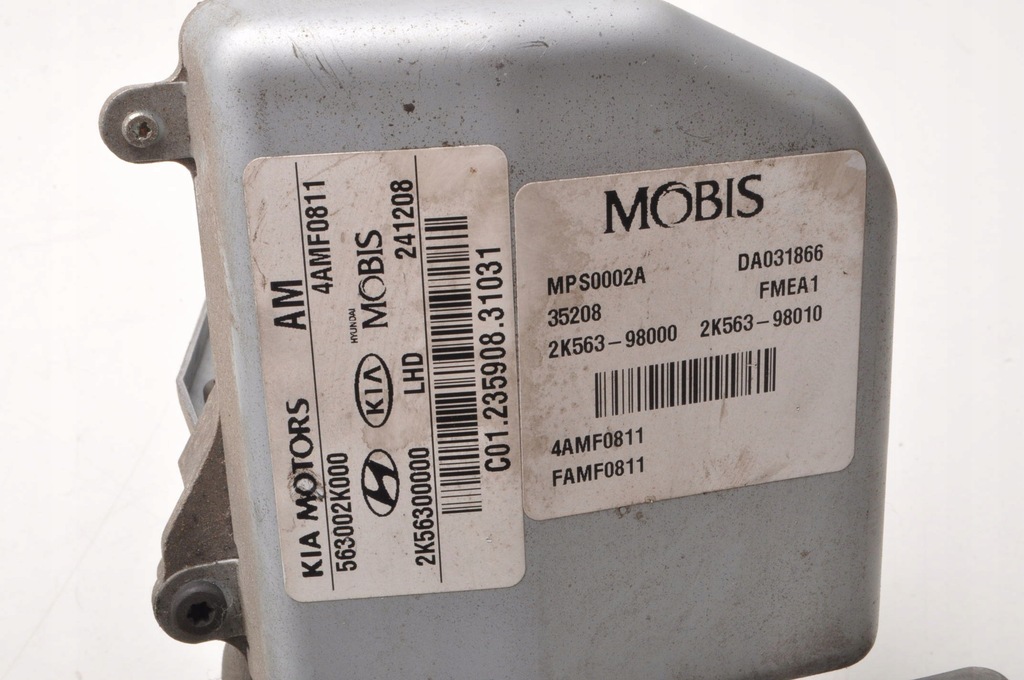 KIA MOTORS AM
563002K000 4AMF0811
KIA HYUNDAI MOBIS
2K56300000 LHD 241208
C01.235908.31031
MOBIS
MPS0002A DA031866
35208 FMEA1
2K563-98000 2K563-98010
4AMF0811
FAMF0811